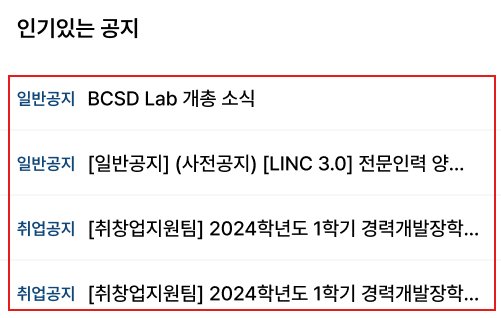 인기있는 공지
일반공지 BCSD Lab 개총 소식
일반공지 [일반공지] (사전공지) [LINC 3.0] 전문인력 양...
취업공지 [취창업지원팀] 2024학년도 1학기 경력개발장학...
취업공지 [취창업지원팀] 2024학년도 1학기 경력개발장학...